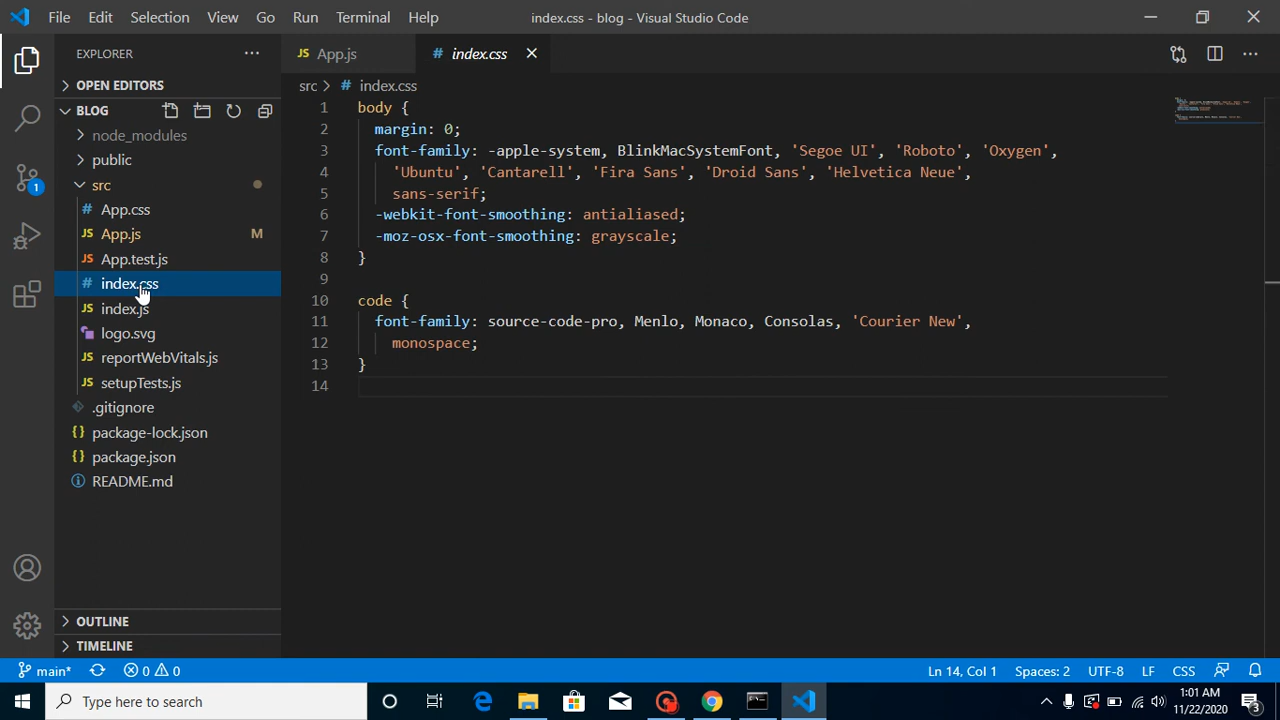 File Edit Selection View Go Run Terminal Help
index.css - blog - Visual Studio Code
EXPLORER
OPEN EDITORS
BLOG
node_modules
public
src
App.css
App.js M
App.test.js
index.css
index.js
logo.svg
reportWebVitals.js
setupTests.js
.gitignore
package-lock.json
package.json
README.md
OUTLINE
TIMELINE
1
JS App.js
# index.css
src > # index.css
1 body {
2 margin: 0;
3 font-family: -apple-system, BlinkMacSystemFont, 'Segoe UI', 'Roboto', 'Oxygen',
4 'Ubuntu', 'Cantarell', 'Fira Sans', 'Droid Sans', 'Helvetica Neue',
5 sans-serif;
6 -webkit-font-smoothing: antialiased;
7 -moz-osx-font-smoothing: grayscale;
8 }
9
10 code {
11 font-family: source-code-pro, Menlo, Monaco, Consolas, 'Courier New',
12 monospace;
13 }
14
main* 0 0 Ln 14, Col 1 Spaces: 2 UTF-8 LF CSS
Type here to search
1:01 AM
11/22/2020
3